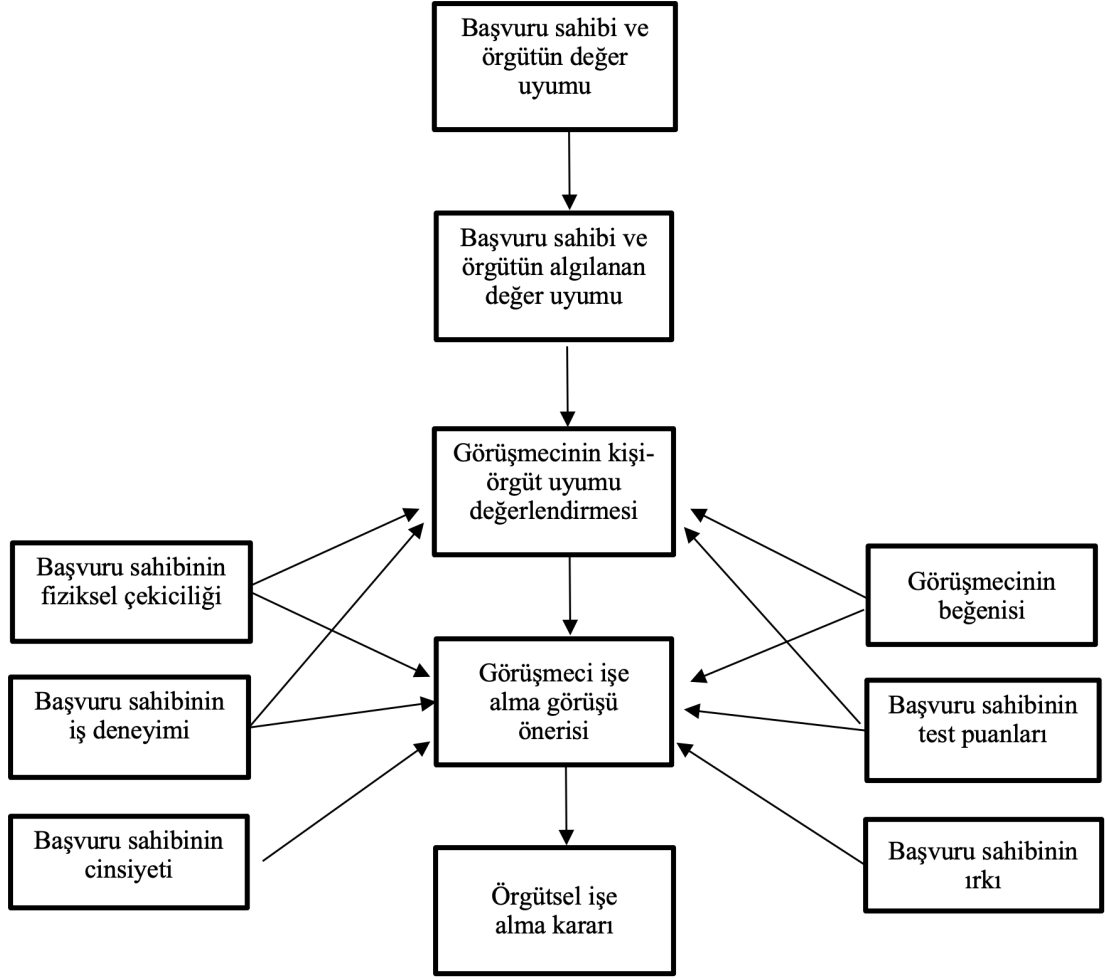 Başvuru sahibi ve
örgütün değer
uyumu
Başvuru sahibi ve
örgütün algılanan
değer uyumu
Görüşmecinin kişi-
örgüt uyumu
değerlendirmesi
Başvuru sahibinin
fiziksel çekiciliği
Görüşmecinin
beğenisi
Görüşmeci işe
alma görüşü
önerisi
Başvuru sahibinin
iş deneyimi
Başvuru sahibinin
test puanları
Başvuru sahibinin
cinsiyeti
Başvuru sahibinin
ırkı
Örgütsel işe
alma kararı